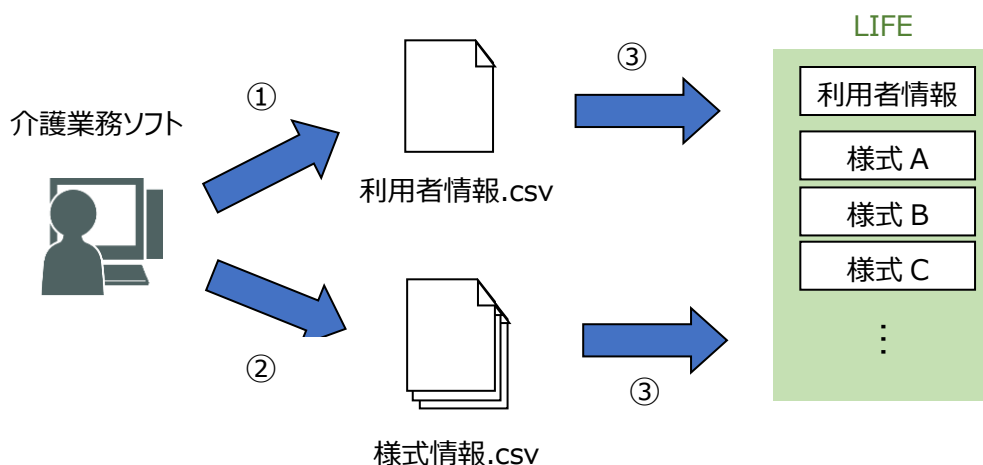 LIFE
③
利用者情報
①
介護業務ソフト
様式 A
利用者情報.csv
様式 B
様式 C
②
③
⋮
様式情報.csv